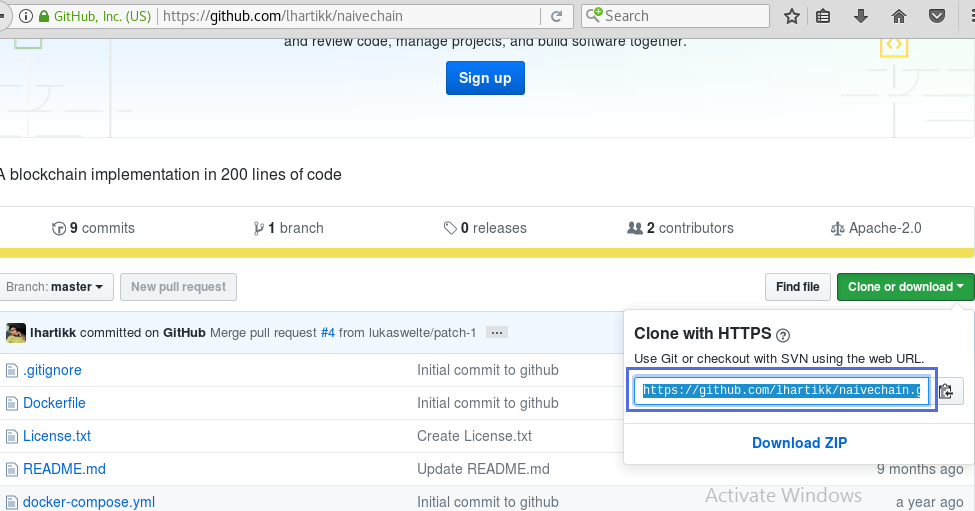 GitHub, Inc. (US) https://github.com/lhartikk/naivechain Search
and review code, manage projects, and build software together.
Sign up
A blockchain implementation in 200 lines of code
9 commits 1 branch 0 releases 2 contributors Apache-2.0
Branch: master New pull request Find file Clone or download
lhartikk committed on GitHub Merge pull request #4 from lukaswelte/patch-1 ...
Clone with HTTPS ?
Use Git or checkout with SVN using the web URL.
https://github.com/lhartikk/naivechain.g
Download ZIP
.gitignore Initial commit to github
Dockerfile Initial commit to github
License.txt Create License.txt
README.md Update README.md 9 months ago
docker-compose.yml Initial commit to github a year ago
Activate Windows